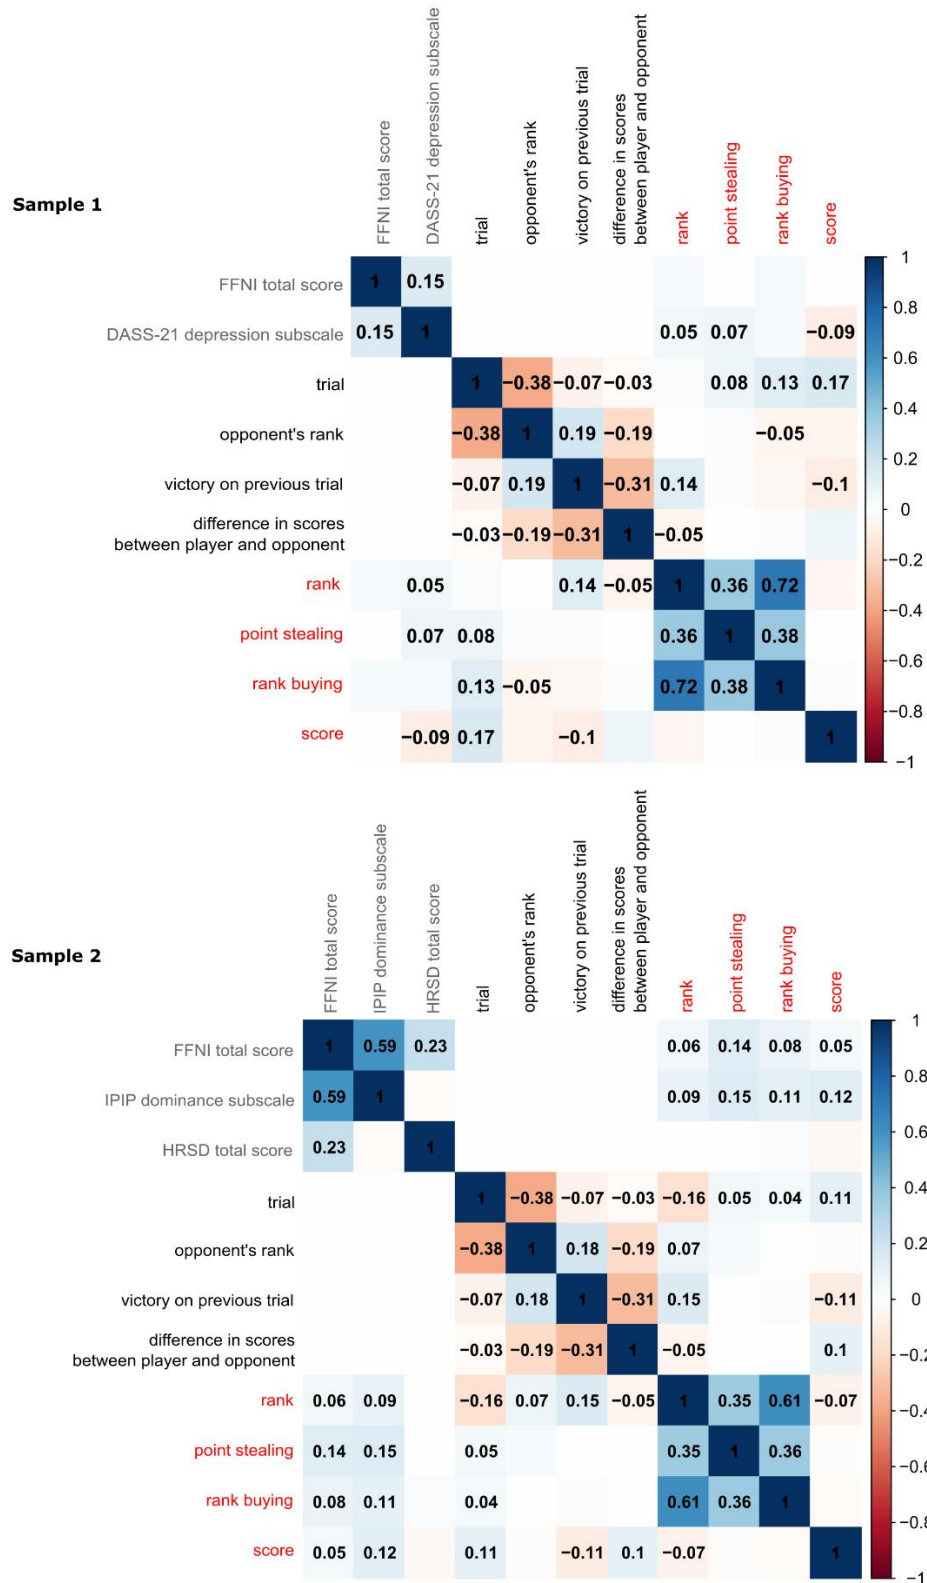 Sample 1
FFNI total score
DASS-21 depression subscale
trial
opponent's rank
victory on previous trial
difference in scores
between player and opponent
rank
point stealing
rank buying
score
FFNI total score 1 0.15
DASS-21 depression subscale 0.15 1 0.05 0.07 −0.09
trial 1 −0.38 −0.07 −0.03 0.08 0.13 0.17
opponent's rank −0.38 1 0.19 −0.19 −0.05
victory on previous trial −0.07 0.19 1 −0.31 0.14 −0.1
difference in scores
between player and opponent −0.03 −0.19 −0.31 1 −0.05
rank 0.05 0.14 −0.05 1 0.36 0.72
point stealing 0.07 0.08 0.36 1 0.38
rank buying 0.13 −0.05 0.72 0.38 1
score −0.09 0.17 −0.1 1
1
0.8
0.6
0.4
0.2
0
−0.2
−0.4
−0.6
−0.8
−1
Sample 2
FFNI total score
IPIP dominance subscale
HRSD total score
trial
opponent's rank
victory on previous trial
difference in scores
between player and opponent
rank
point stealing
rank buying
score
FFNI total score 1 0.59 0.23 0.06 0.14 0.08 0.05
IPIP dominance subscale 0.59 1 0.09 0.15 0.11 0.12
HRSD total score 0.23 1
trial 1 −0.38 −0.07 −0.03 −0.16 0.05 0.04 0.11
opponent's rank −0.38 1 0.18 −0.19 0.07
victory on previous trial −0.07 0.18 1 −0.31 0.15 −0.11
difference in scores
between player and opponent −0.03 −0.19 −0.31 1 −0.05 0.1
rank 0.06 0.09 −0.16 0.07 0.15 −0.05 1 0.35 0.61 −0.07
point stealing 0.14 0.15 0.05 0.35 1 0.36
rank buying 0.08 0.11 0.04 0.61 0.36 1
score 0.05 0.12 0.11 −0.11 0.1 −0.07 1
1
0.8
0.6
0.4
0.2
0
−0.2
−0.4
−0.6
−0.8
−1